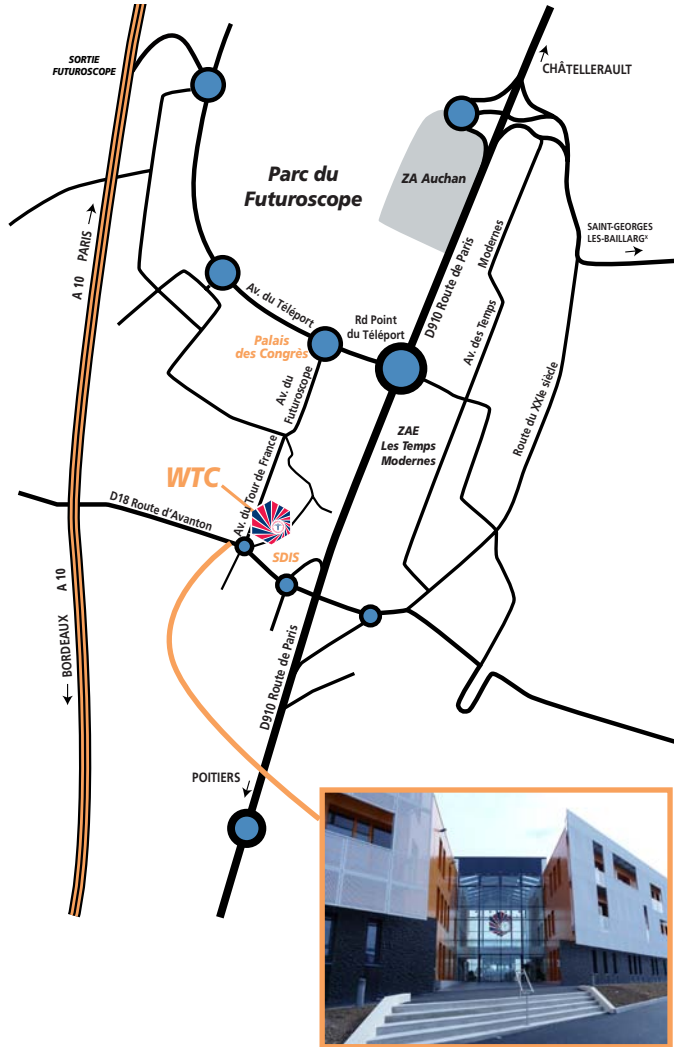 SORTIE
FUTUROSCOPE
CHÂTELLERAULT
Parc du
Futuroscope
ZA Auchan
SAINT-GEORGES
LES-BAILLARGˣ
A 10 PARIS
D910 Route de Paris
Av. des Temps Modernes
Route du XXIe siècle
Av. du Téléport
Rd Point
du Téléport
Palais
des Congrès
Av. du
Futuroscope
ZAE
Les Temps
Modernes
WTC
Av. du Tour de France
D18 Route d'Avanton
T
SDIS
BORDEAUX A 10
D910 Route de Paris
POITIERS